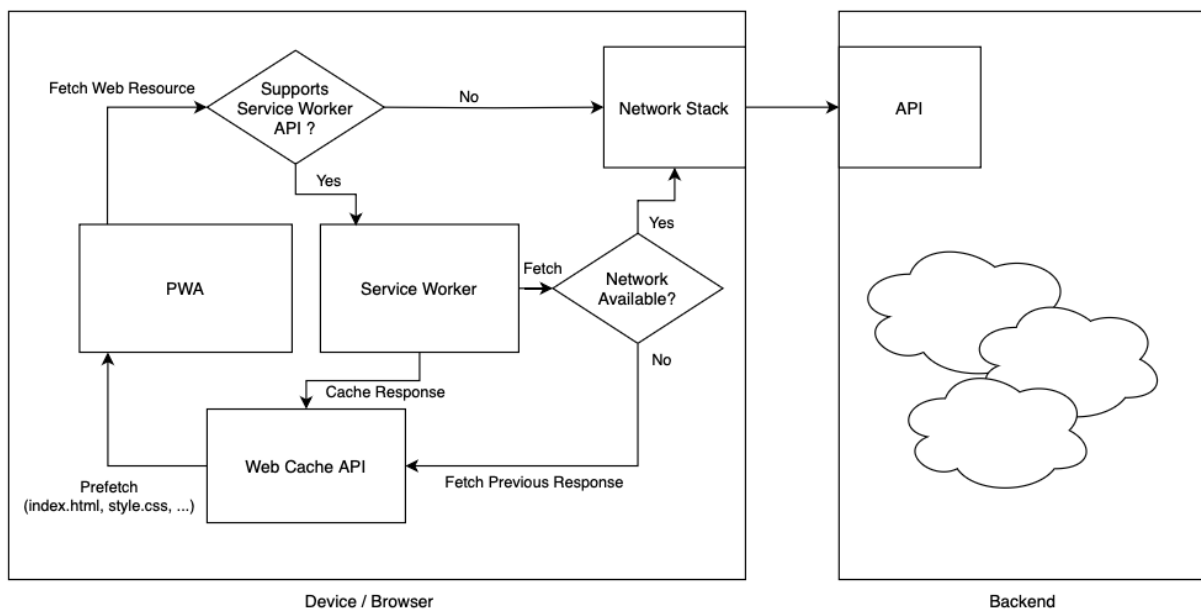 Fetch Web Resource
Supports
Service Worker
API ?
No
Network Stack
API
Yes
Yes
PWA
Service Worker
Fetch
Network
Available?
No
Cache Response
Web Cache API
Fetch Previous Response
Prefetch
(index.html, style.css, ...)
Device / Browser
Backend